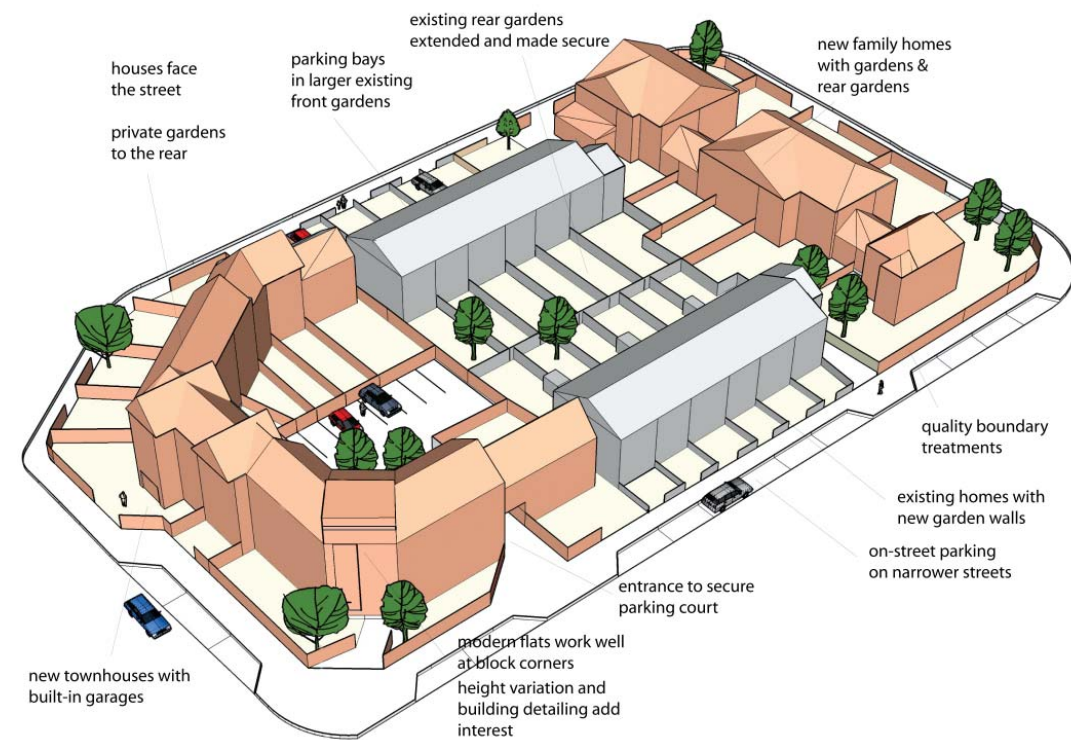 existing rear gardens
extended and made secure
new family homes
with gardens &
rear gardens
parking bays
in larger existing
front gardens
houses face
the street
private gardens
to the rear
quality boundary
treatments
existing homes with
new garden walls
on-street parking
on narrower streets
entrance to secure
parking court
modern flats work well
at block corners
height variation and
building detailing add
interest
new townhouses with
built-in garages